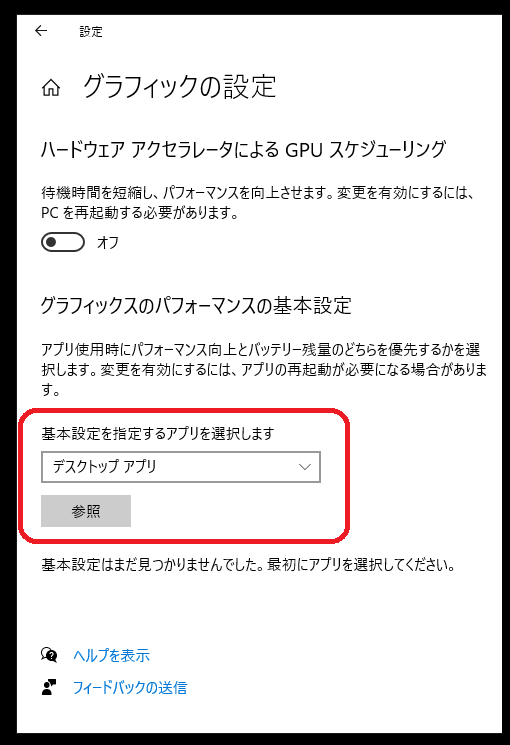 設定
グラフィックの設定
ハードウェア アクセラレータによる GPU スケジューリング
待機時間を短縮し、パフォーマンスを向上させます。変更を有効にするには、
PC を再起動する必要があります。
オフ
グラフィックスのパフォーマンスの基本設定
アプリ使用時にパフォーマンス向上とバッテリー残量のどちらを優先するかを選
択します。変更を有効にするには、アプリの再起動が必要になる場合がありま
す。
基本設定を指定するアプリを選択します
デスクトップ アプリ
参照
基本設定はまだ見つかりませんでした。最初にアプリを選択してください。
ヘルプを表示
フィードバックの送信